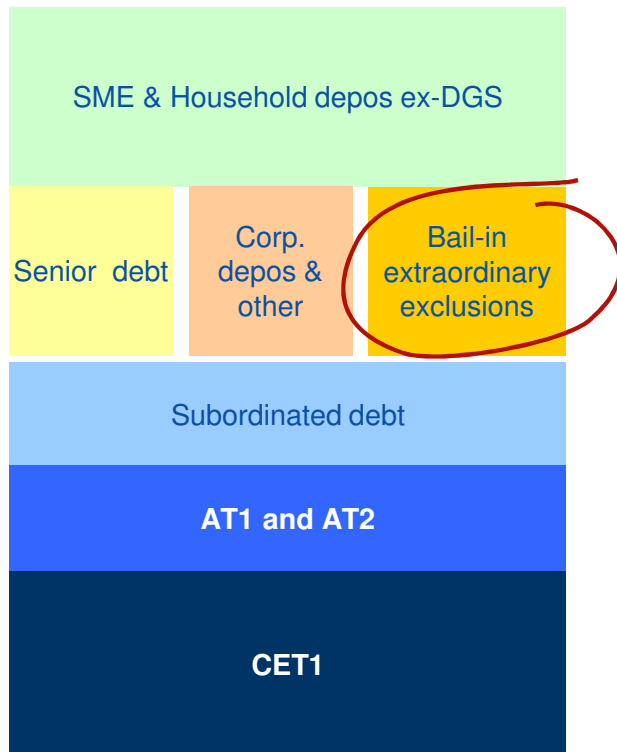 SME & Household depos ex-DGS
Senior debt
Corp.
depos &
other
Bail-in
extraordinary
exclusions
Subordinated debt
AT1 and AT2
CET1